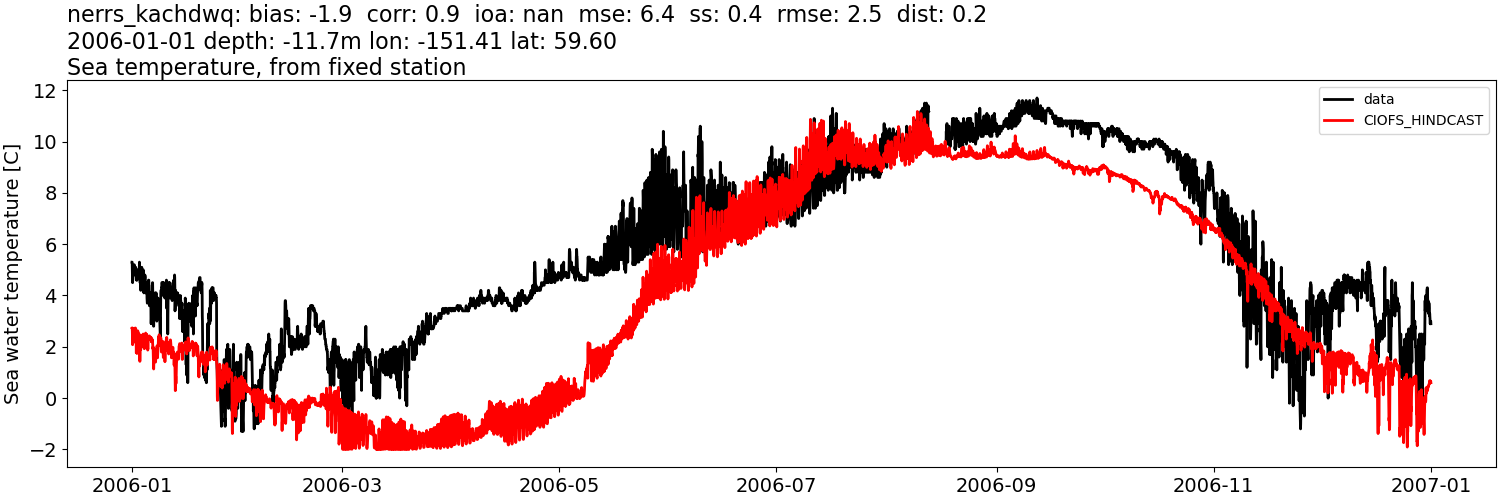 nerrs_kachdwq: bias: -1.9  corr: 0.9  ioa: nan  mse: 6.4  ss: 0.4  rmse: 2.5  dist: 0.2
2006-01-01 depth: -11.7m lon: -151.41 lat: 59.60
Sea temperature, from fixed station
Sea water temperature [C]
12
10
8
6
4
2
0
−2
data
CIOFS_HINDCAST
2006-01
2006-03
2006-05
2006-07
2006-09
2006-11
2007-01